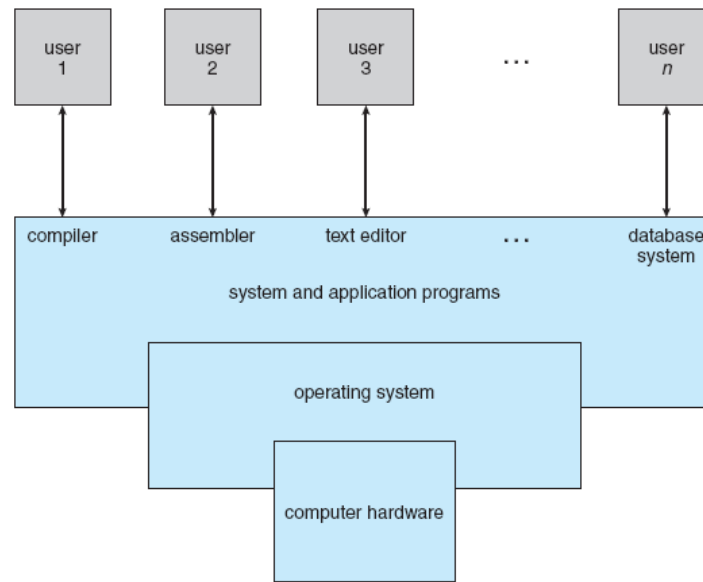 user
1
user
2
user
3
...
user
n
compiler
assembler
text editor
...
database
system
system and application programs
operating system
computer hardware